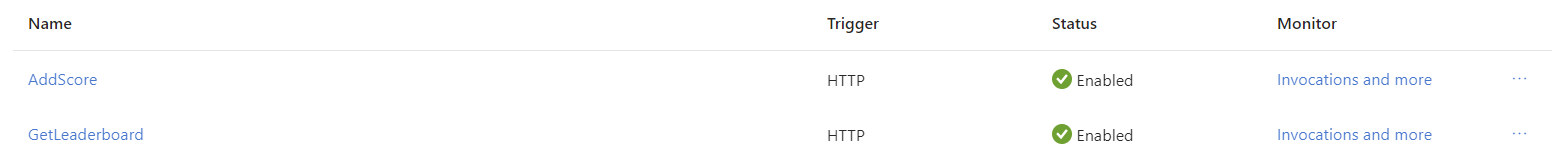 Name Trigger Status Monitor
AddScore HTTP Enabled Invocations and more ...
GetLeaderboard HTTP Enabled Invocations and more ...